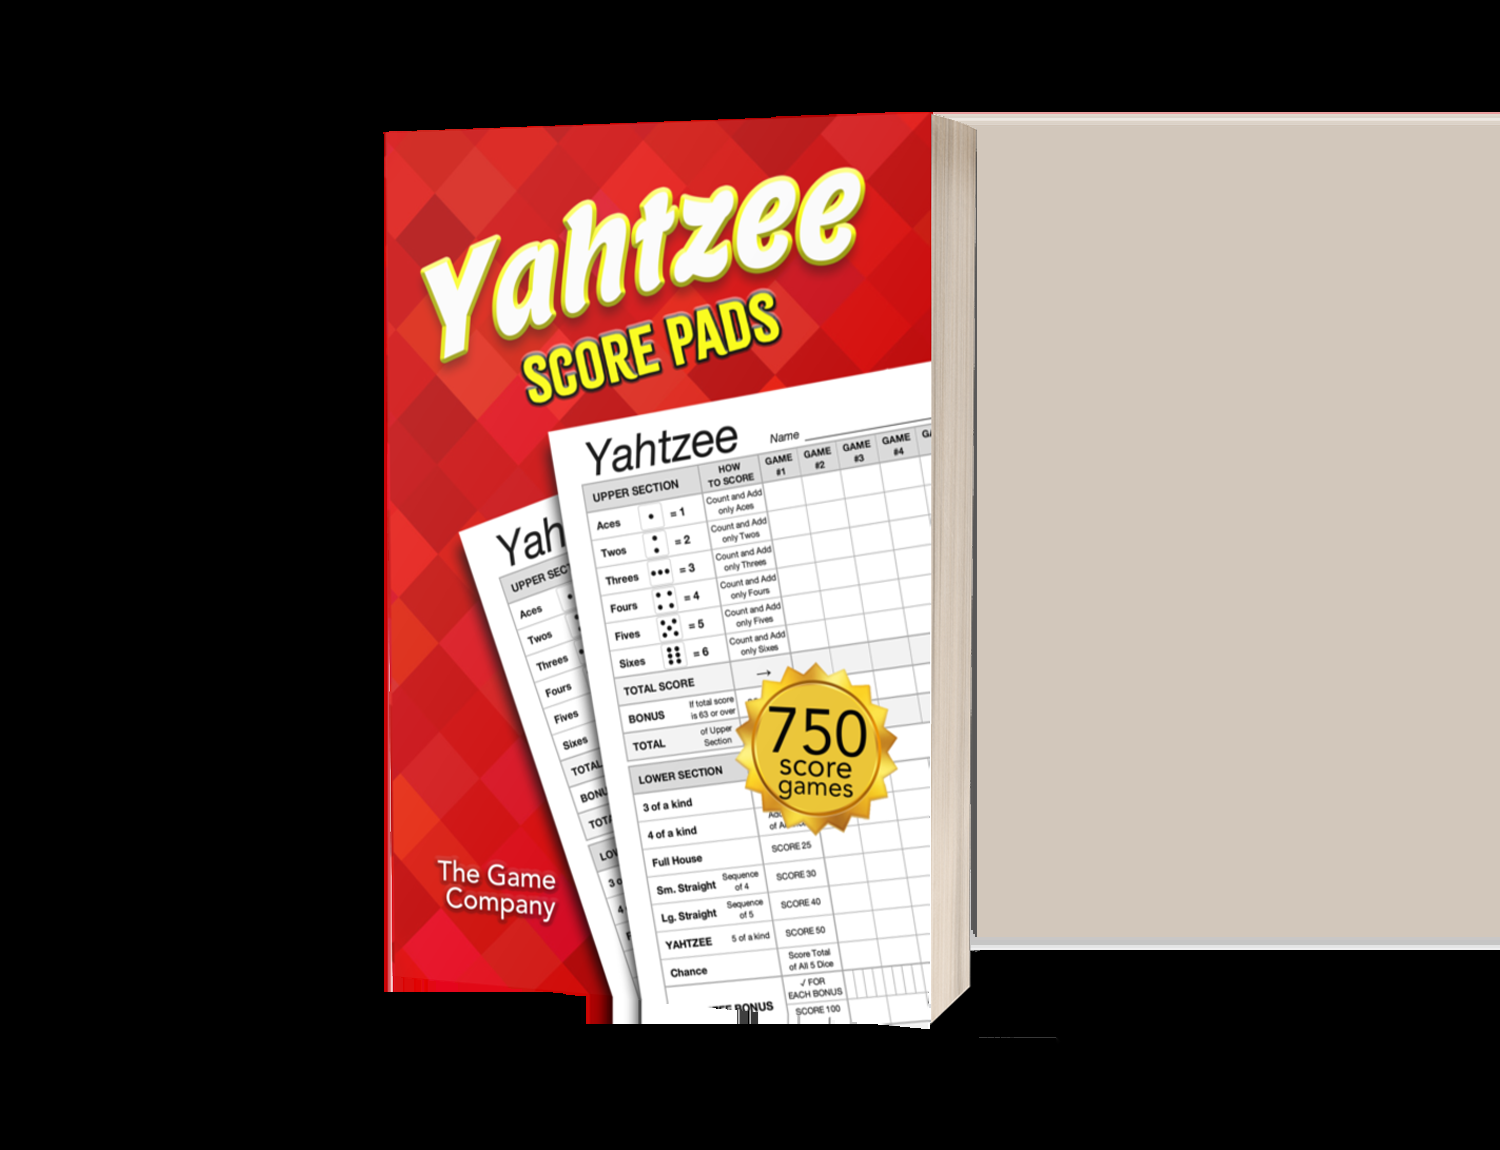 Yahtzee
SCORE PADS
Yahtzee
Name
UPPER SECTION
HOW
TO SCORE
GAME
#1
GAME
#2
GAME
#3
GAME
#4
Aces = 1 Count and Add
only Aces
Twos = 2 Count and Add
only Twos
Threes = 3 Count and Add
only Threes
Fours = 4 Count and Add
only Fours
Fives = 5 Count and Add
only Fives
Sixes = 6 Count and Add
only Sixes
TOTAL SCORE →
BONUS If total score
is 63 or over
TOTAL of Upper
Section
LOWER SECTION
3 of a kind
4 of a kind
Full House SCORE 25
Sm. Straight Sequence
of 4 SCORE 30
Lg. Straight Sequence
of 5 SCORE 40
YAHTZEE 5 of a kind SCORE 50
Chance Score Total
of All 5 Dice
✓ FOR
EACH BONUS
BONUS SCORE 100
750
score
games
Yah
UPPER SEC
Aces
Twos
Threes
Fours
Fives
Sixes
TOTAL
BONU
TOTA
LOW
3 o
4
The Game
Company